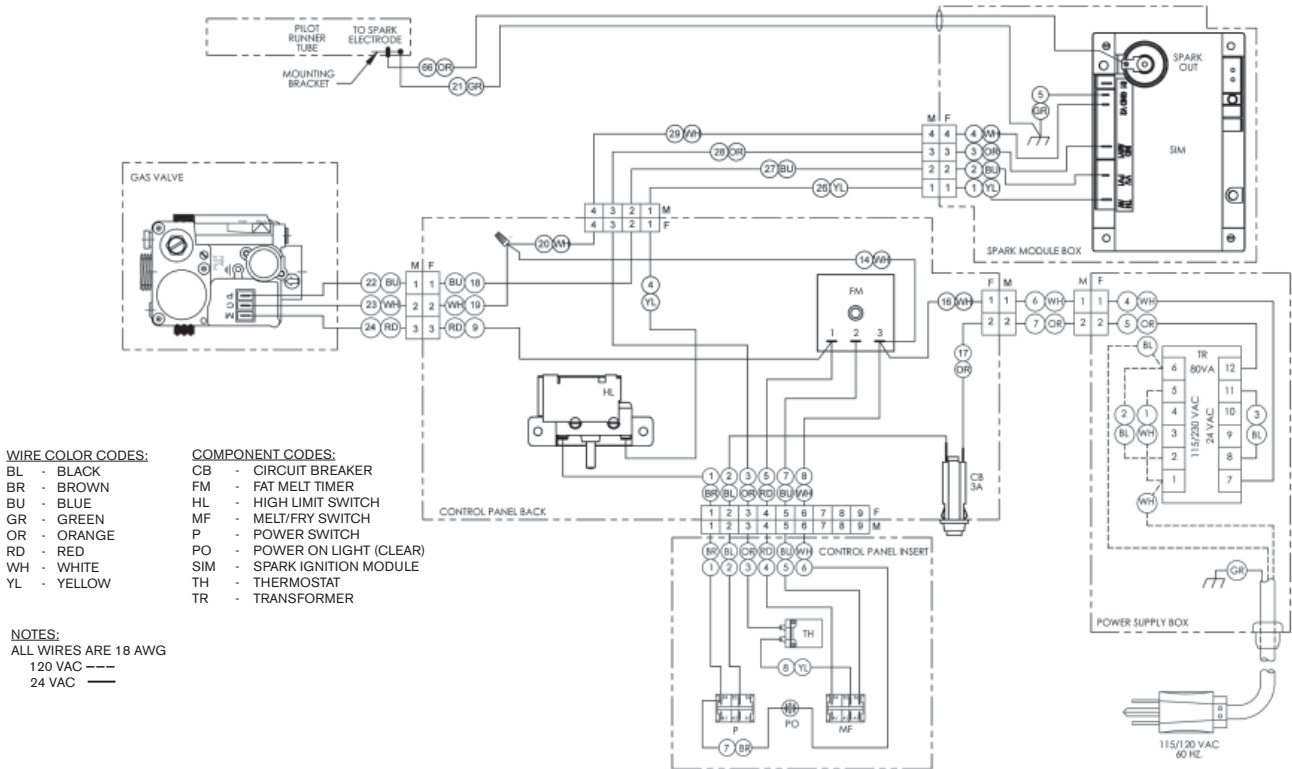 PILOT
RUNNER
TUBE
TO SPARK
ELECTRODE
MOUNTING
BRACKET
66 OR
21 GR
SPARK
OUT
5
GR
SIM
SPARK MODULE BOX
29 WH
28 OR
27 BU
26 YL
M F
4 4 4 WH
3 3 3 OR
2 2 2 BU
1 1 1 YL
GAS VALVE
22 BU
23 WH
24 RD
M F
1 1 BU 18
2 2 WH 19
3 3 RD 9
4 3 2 1 M
4 3 2 1 F
20 WH
4
YL
14 WH
FM
1 2 3
16 WH
17
OR
HL
F M
1 1 6 WH
2 2 7 OR
M F
1 1 4 WH
2 2 5 OR
BL
TR
80VA
115/230 VAC
24 VAC
6 12
5 11
4 10
3 9
2 8
1 7
2
BL
1
WH
3
BL
WH
GR
POWER SUPPLY BOX
115/120 VAC
60 HZ.
CB
3A
1 2 3 5 7 8
BR BL OR RD BU WH
CONTROL PANEL BACK
1 2 3 4 5 6 7 8 9 F
1 2 3 4 5 6 7 8 9 M
BR BL OR RD BU WH
1 2 3 4 5 6
CONTROL PANEL INSERT
TH
8 YL
P
PO
MF
7 BR
WIRE COLOR CODES:
BL - BLACK
BR - BROWN
BU - BLUE
GR - GREEN
OR - ORANGE
RD - RED
WH - WHITE
YL - YELLOW
COMPONENT CODES:
CB - CIRCUIT BREAKER
FM - FAT MELT TIMER
HL - HIGH LIMIT SWITCH
MF - MELT/FRY SWITCH
P - POWER SWITCH
PO - POWER ON LIGHT (CLEAR)
SIM - SPARK IGNITION MODULE
TH - THERMOSTAT
TR - TRANSFORMER
NOTES:
ALL WIRES ARE 18 AWG
120 VAC
24 VAC